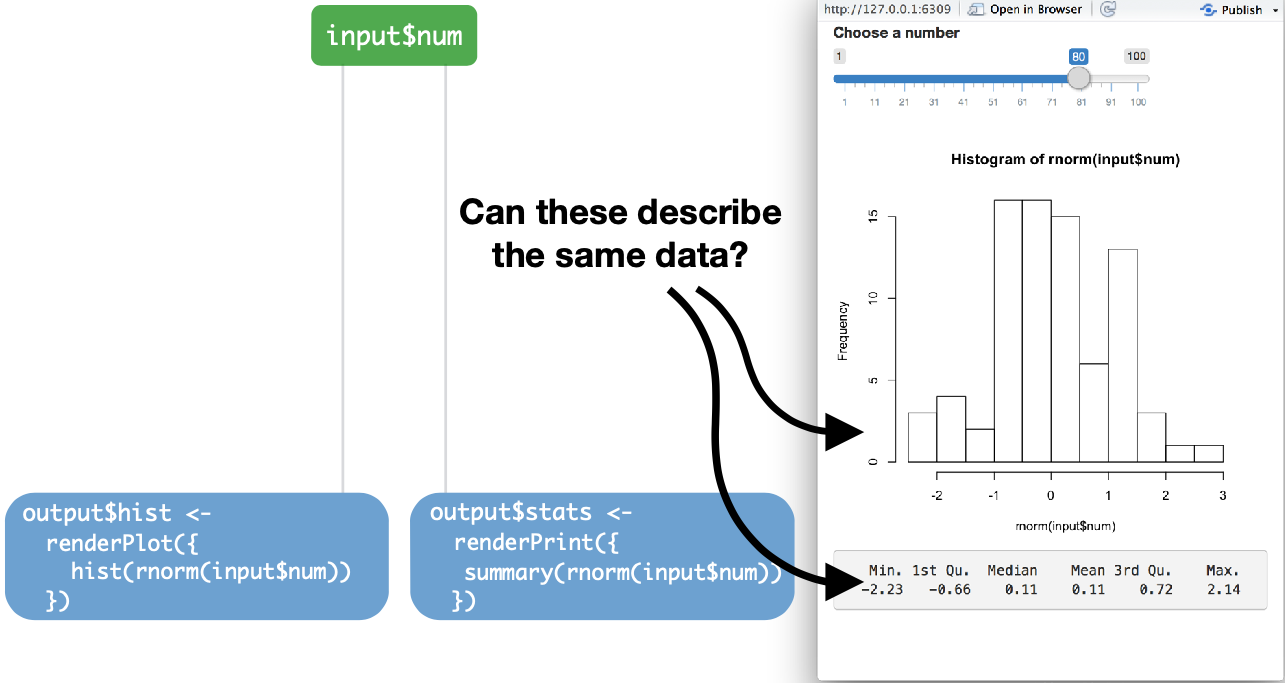 input$num
Can these describe
the same data?
output$hist <-
renderPlot({
hist(rnorm(input$num))
})
output$stats <-
renderPrint({
summary(rnorm(input$num))
})
http://127.0.0.1:6309
Open in Browser
Publish
Choose a number
1
80
100
1 11 21 31 41 51 61 71 81 91 100
Histogram of rnorm(input$num)
Frequency
15
10
5
0
-2 -1 0 1 2 3
rnorm(input$num)
Min. 1st Qu. Median Mean 3rd Qu. Max.
-2.23 -0.66 0.11 0.11 0.72 2.14